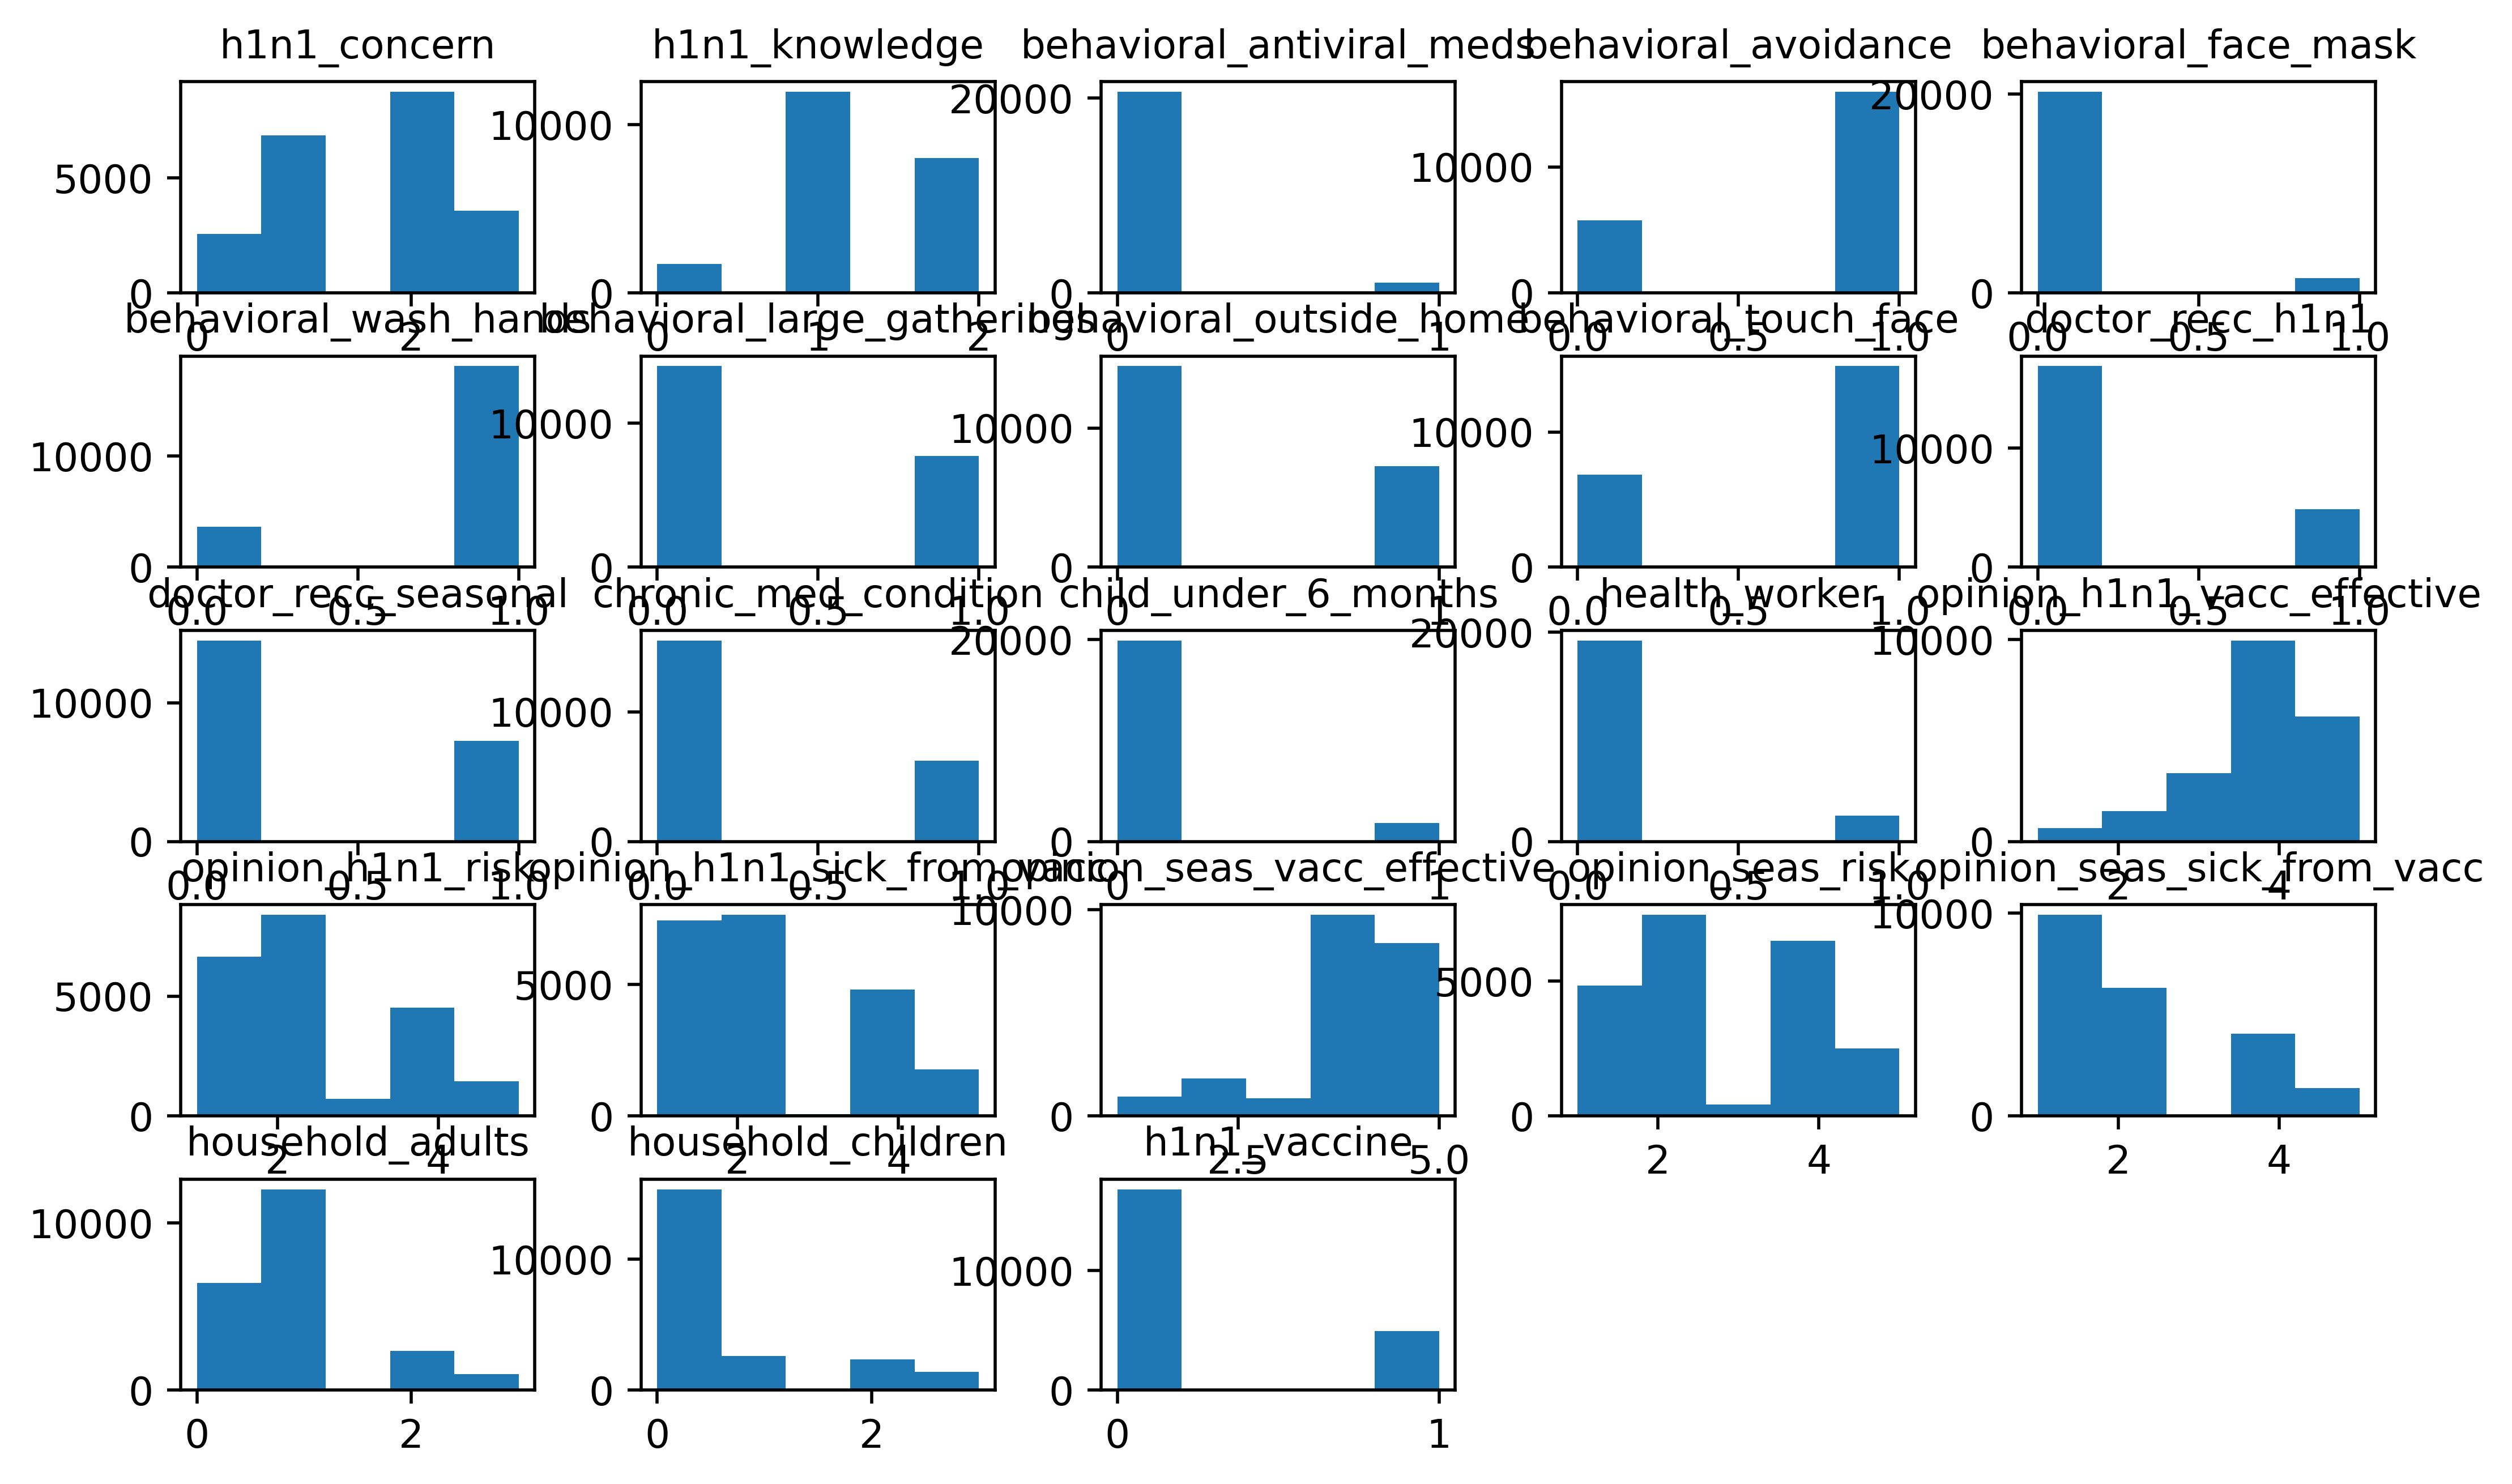 h1n1_concern h1n1_knowledge behavioral_antiviral_meds behavioral_avoidance behavioral_face_mask
20000 20000
10000 10000
5000
0 0 0 0 0
0 2 0 1 2 0 1 0.0 0.5 1.0 0.0 0.5 1.0
behavioral_wash_hands behavioral_large_gatherings behavioral_outside_home behavioral_touch_face doctor_recc_h1n1
10000 10000 10000 10000 10000
0 0 0 0 0
0.0 0.5 1.0 0.0 0.5 1.0 0 1 0.0 0.5 1.0 0.0 0.5 1.0
doctor_recc_seasonal chronic_med_condition child_under_6_months health_worker opinion_h1n1_vacc_effective
20000 20000 10000
10000 10000
0 0 0 0 0
0.0 0.5 1.0 0.0 0.5 1.0 0 1 0.0 0.5 1.0 2 4
opinion_h1n1_risk opinion_h1n1_sick_from_vacc opinion_seas_vacc_effective opinion_seas_risk opinion_seas_sick_from_vacc
10000 10000
5000 5000 5000
0 0 0 0 0
2 4 2 4 2.5 5.0 2 4 2 4
household_adults household_children h1n1_vaccine
10000 10000 10000
0 0 0
0 2 0 2 0 1